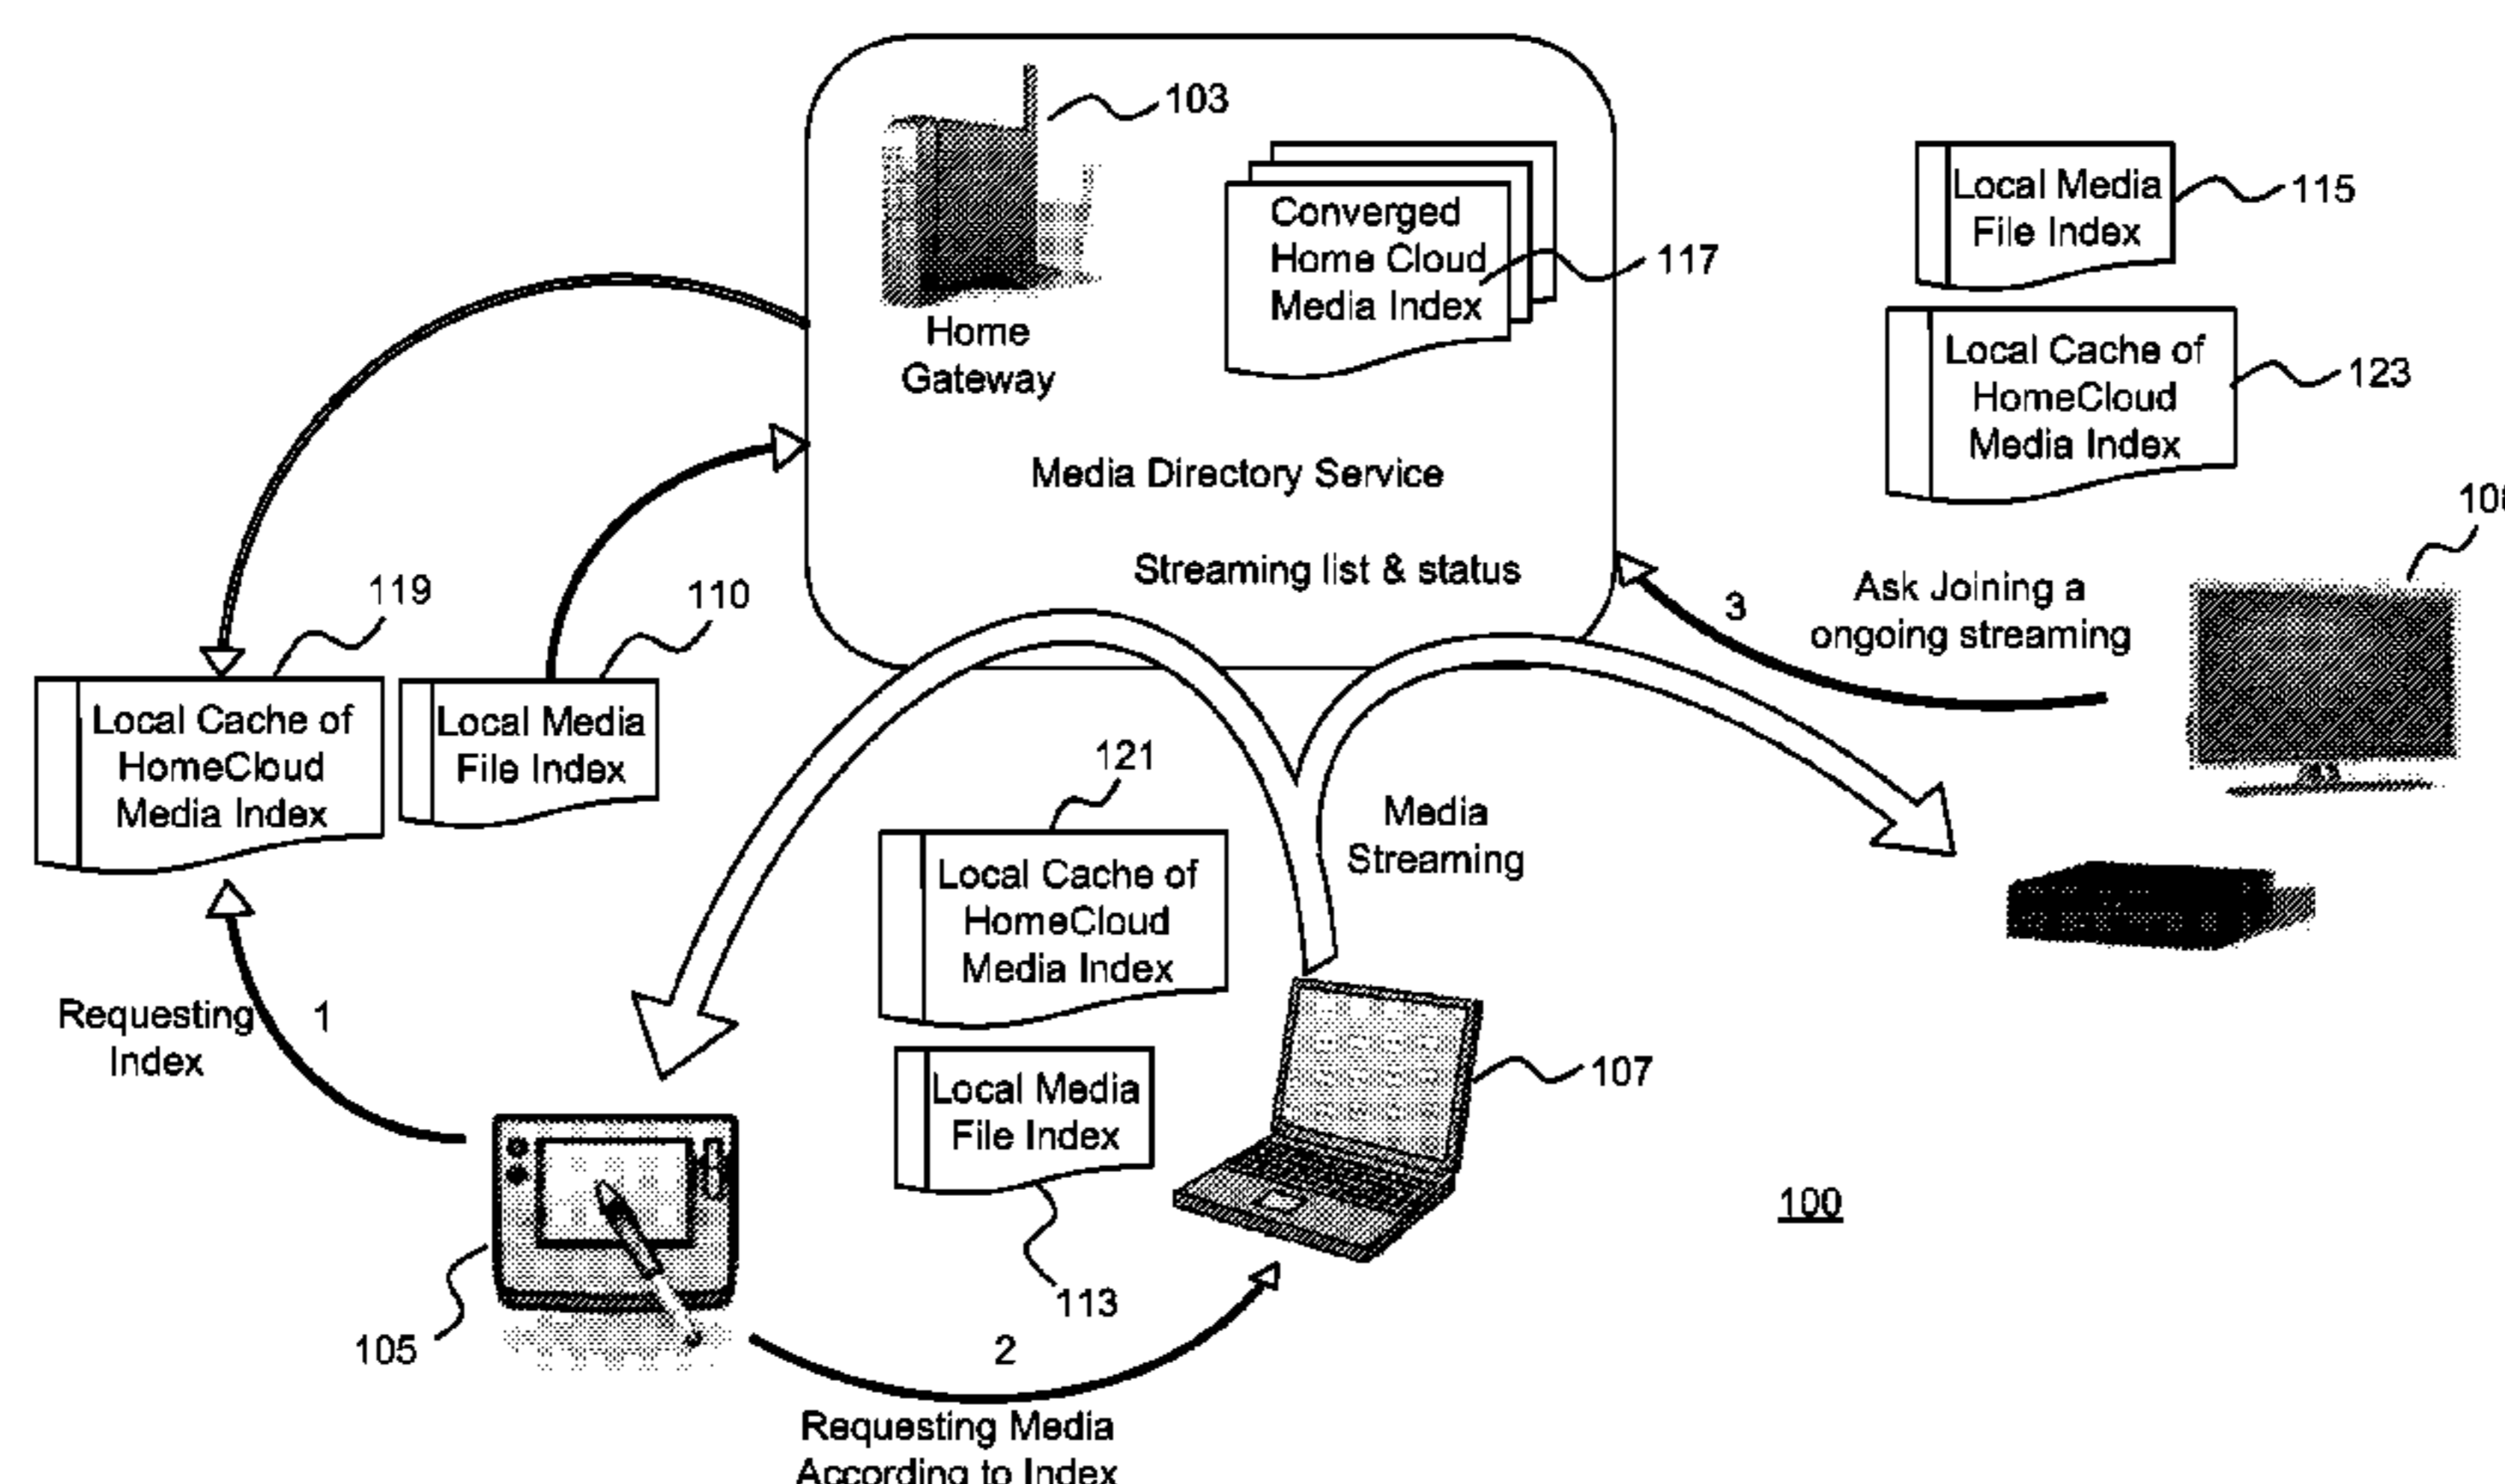 103
Home
Gateway
Converged
Home Cloud
Media Index
117
Media Directory Service
Streaming list & status
Local Media
File Index
115
Local Cache of
HomeCloud
Media Index
123
3
Ask Joining a
ongoing streaming
119
110
Local Cache of
HomeCloud
Media Index
Local Media
File Index
121
Local Cache of
HomeCloud
Media Index
Media
Streaming
Requesting
Index
1
Local Media
File Index
107
113
105
100
2
Requesting Media
According to Index